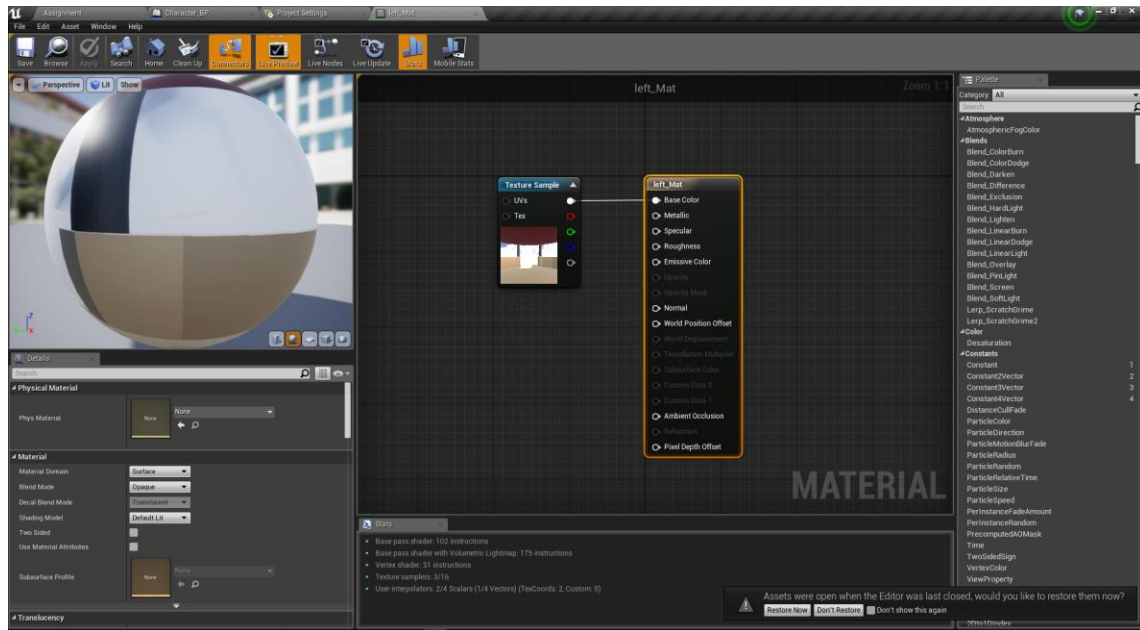 Assignment
Character_BP
Project Settings
left_Mat
File Edit Asset Window Help
Save Browse Apply Search Home Clean Up Connectors Live Preview Live Nodes Live Update Stats Mobile Stats
Perspective Lit Show
left_Mat
Zoom 1:1
Texture Sample
UVs
Tex
left_Mat
Base Color
Metallic
Specular
Roughness
Emissive Color
Opacity
Opacity Mask
Normal
World Position Offset
World Displacement
Tessellation Multiplier
Subsurface Color
Custom Data 0
Custom Data 1
Ambient Occlusion
Refraction
Pixel Depth Offset
MATERIAL
Details
Search
Physical Material
Phys Material None None
Material
Material Domain Surface
Blend Mode Opaque
Decal Blend Mode Translucent
Shading Model Default Lit
Two Sided
Use Material Attributes
Subsurface Profile None None
Translucency
Stats
Base pass shader: 102 instructions
Base pass shader with Volumetric Lightmap: 175 instructions
Vertex shader: 31 instructions
Texture samplers: 3/16
User interpolators: 2/4 Scalars (1/4 Vectors) (TexCoords: 2, Custom: 0)
Palette
Category: All
Search
Atmosphere
AtmosphericFogColor
Blends
Blend_ColorBurn
Blend_ColorDodge
Blend_Darken
Blend_Difference
Blend_Exclusion
Blend_HardLight
Blend_Lighten
Blend_LinearBurn
Blend_LinearDodge
Blend_LinearLight
Blend_Overlay
Blend_PinLight
Blend_Screen
Blend_SoftLight
Lerp_ScratchGrime
Lerp_ScratchGrime2
Color
Desaturation
Constants
Constant 1
Constant2Vector 2
Constant3Vector 3
Constant4Vector 4
DistanceCullFade
ParticleColor
ParticleDirection
ParticleMotionBlurFade
ParticleRadius
ParticleRandom
ParticleRelativeTime
ParticleSize
ParticleSpeed
PerInstanceFadeAmount
PerInstanceRandom
PrecomputedAOMask
Time
TwoSidedSign
VertexColor
ViewProperty
Assets were open when the Editor was last closed, would you like to restore them now?
Restore Now Don't Restore Don't show this again